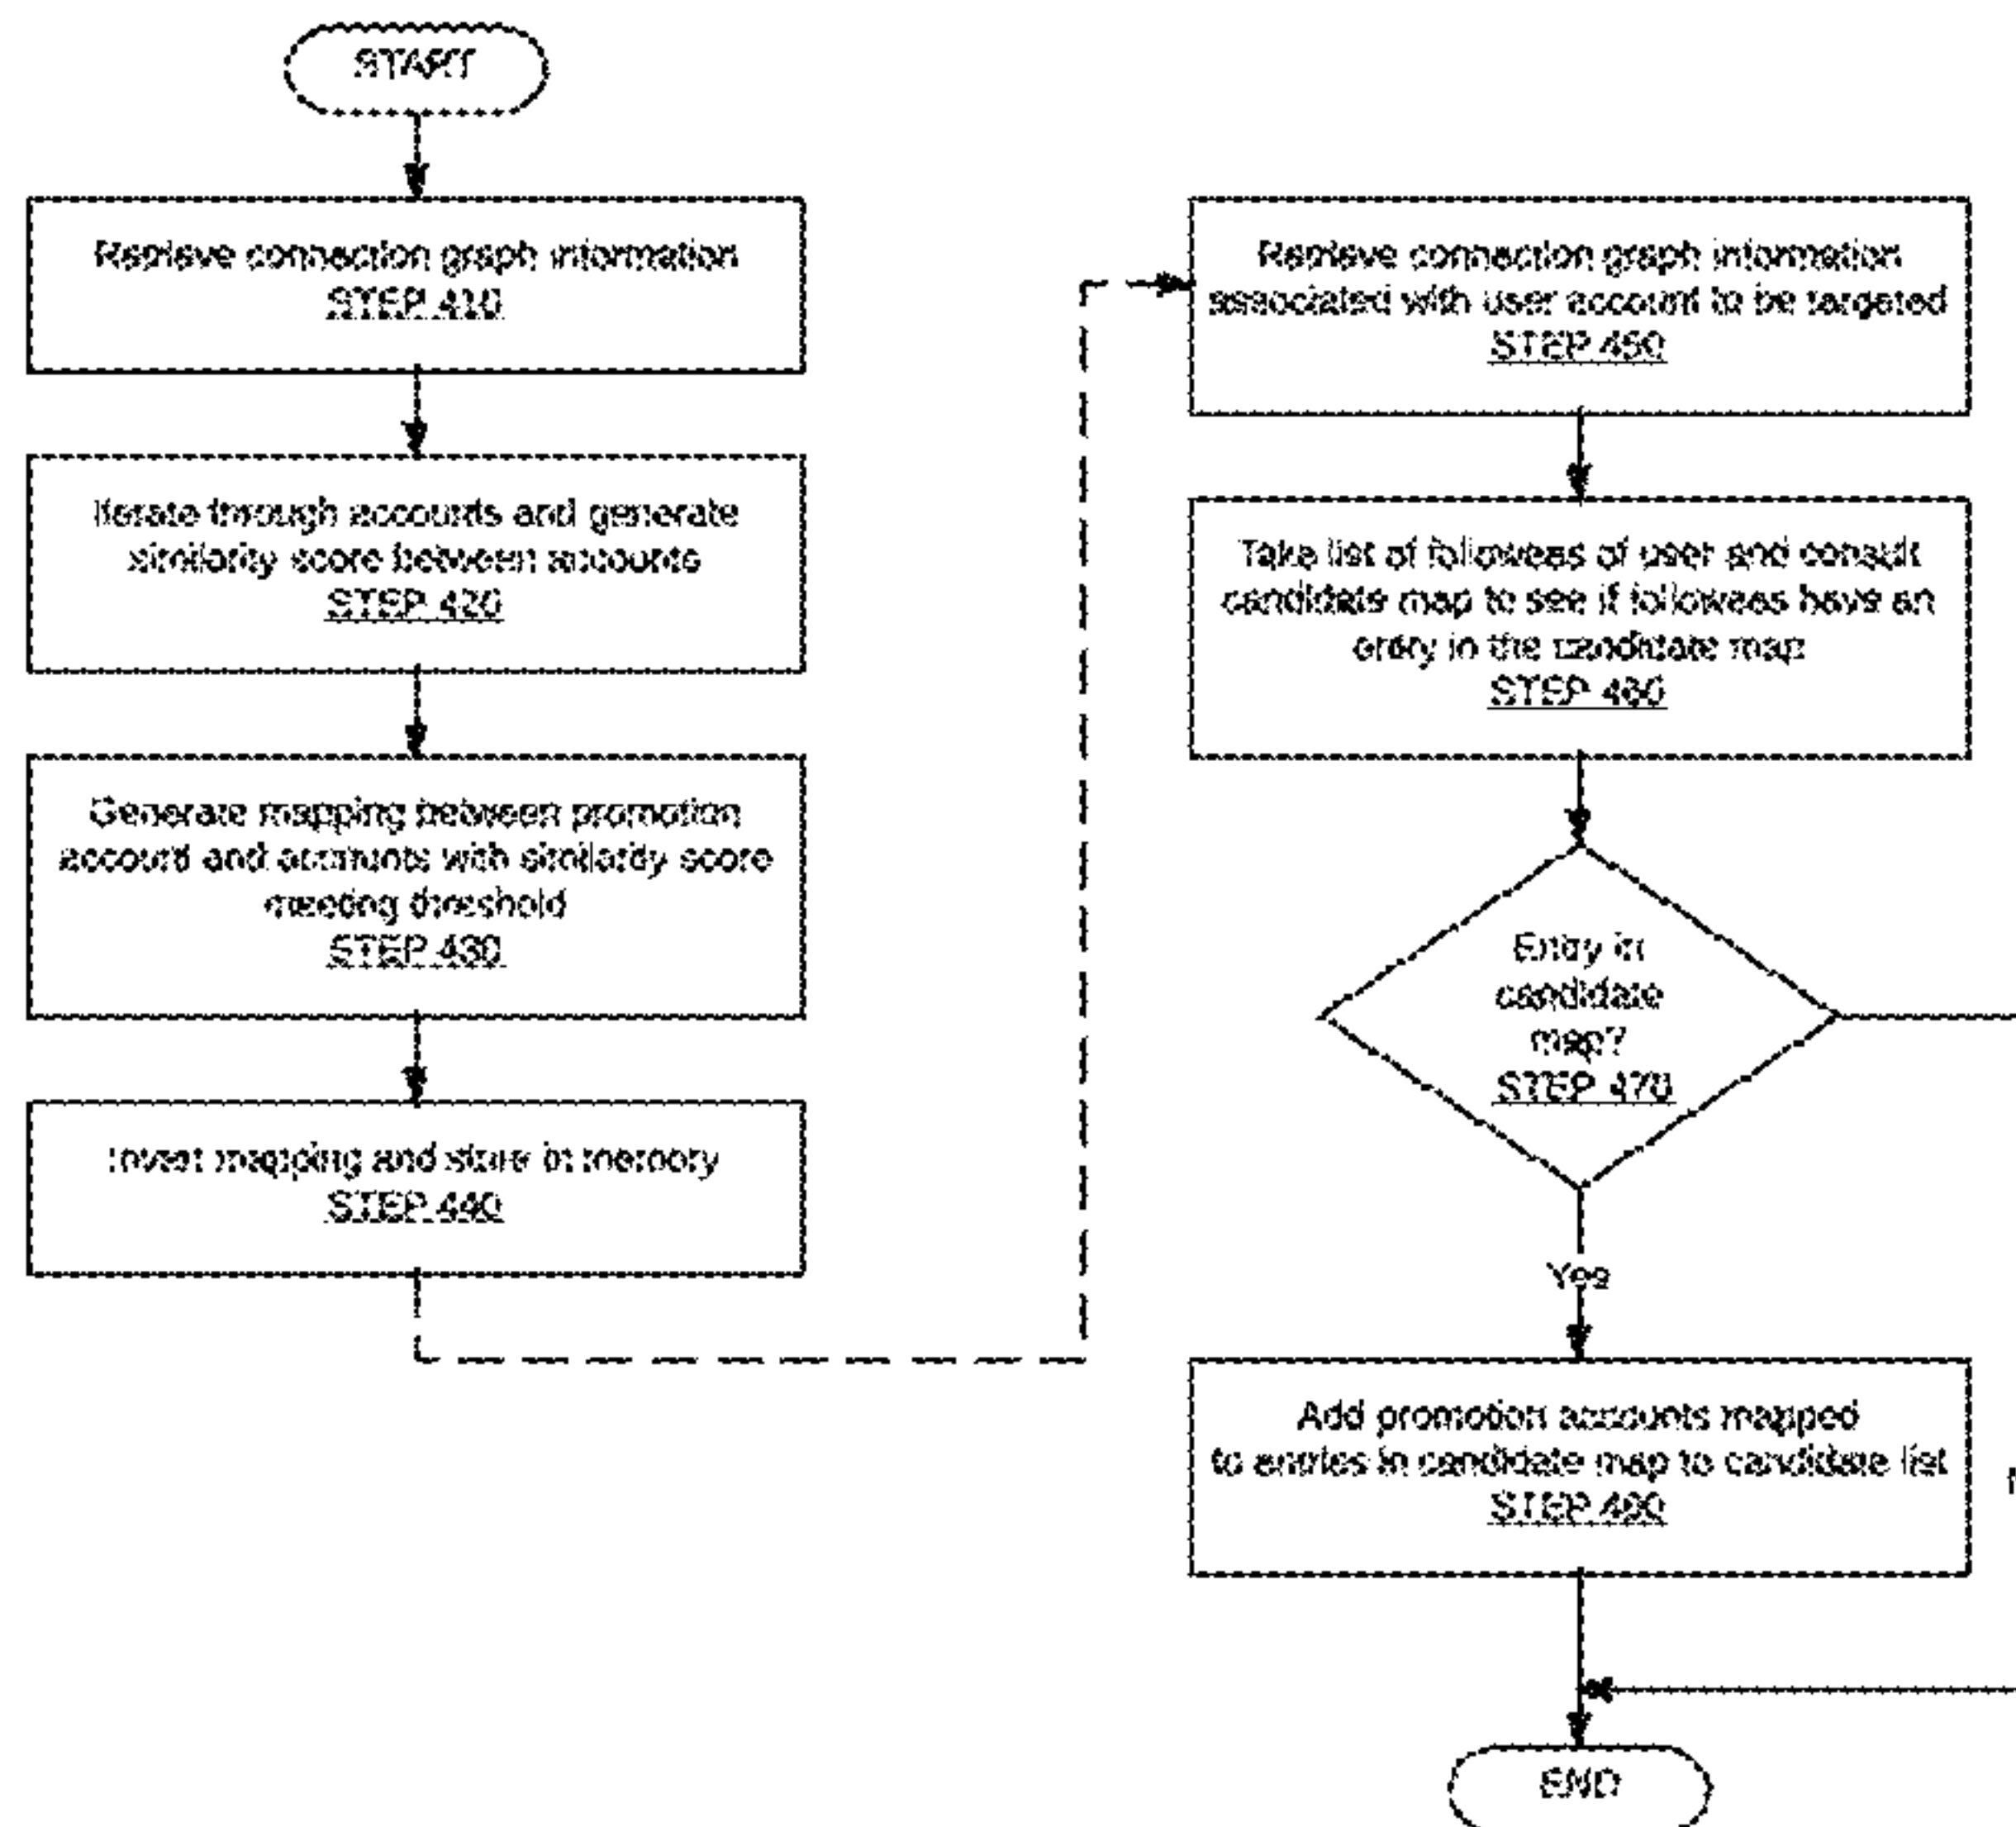 START
Retrieve connection graph information
STEP 410
Iterate through accounts and generate
similarity score between accounts
STEP 420
Generate mapping between promotion
account and accounts with similarity score
meeting threshold
STEP 430
Invert mapping and store in memory
STEP 440
Retrieve connection graph information
associated with user account to be targeted
STEP 450
Take list of followees of user and consult
candidate map to see if followees have an
entry in the candidate map
STEP 460
Entry in
candidate
map?
STEP 470
Yes
Add promotion accounts mapped
to entries in candidate map to candidate list
STEP 480
END